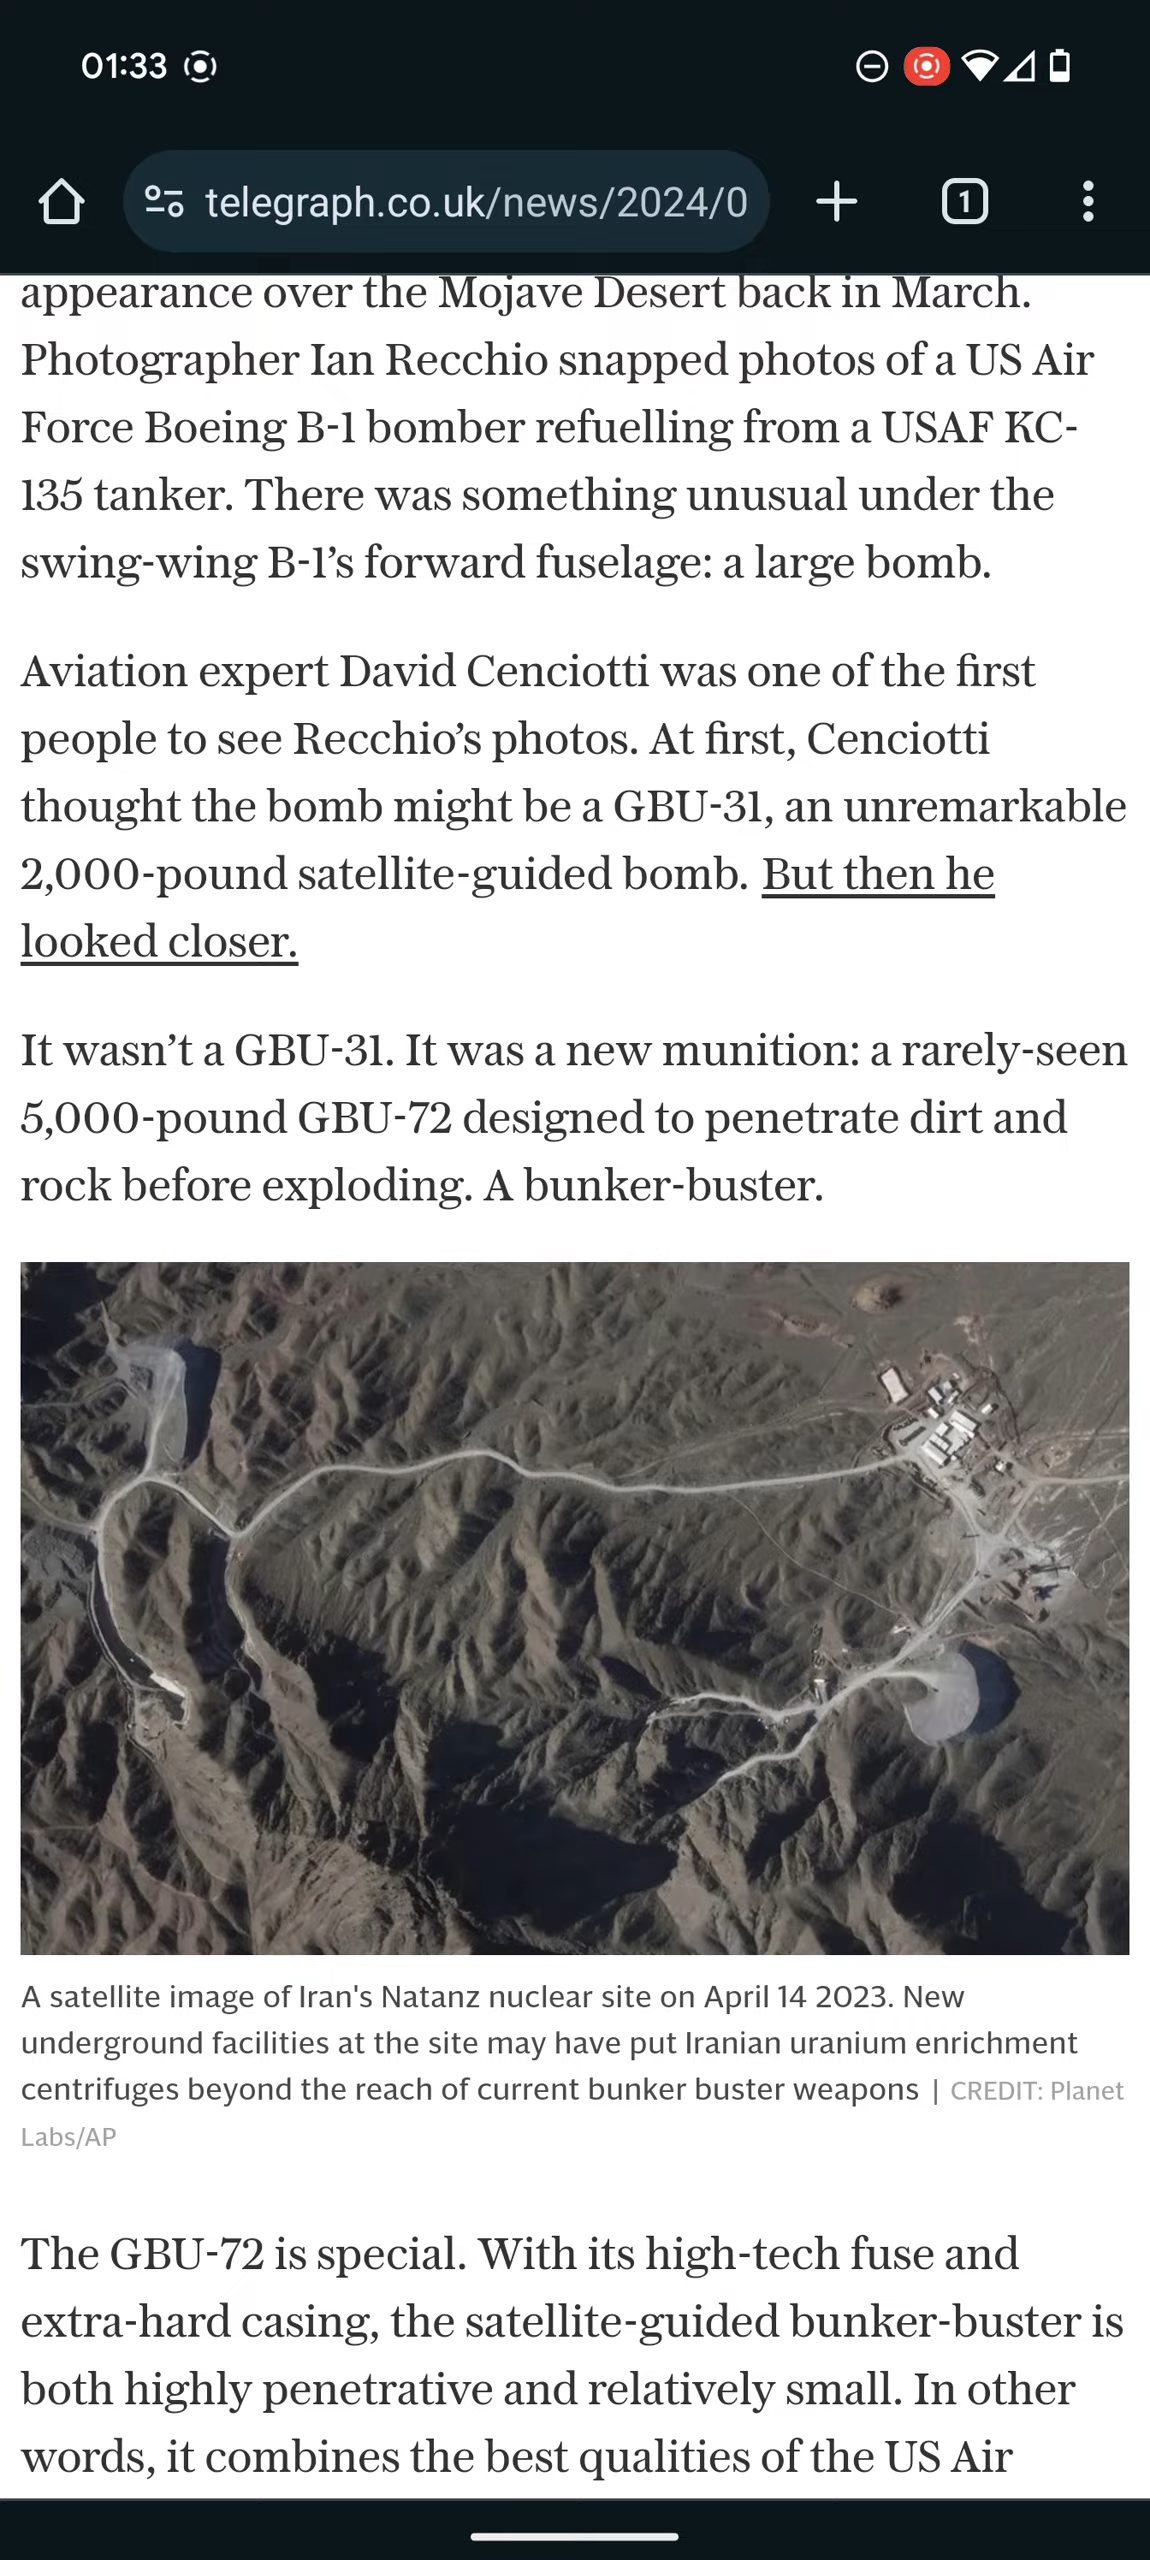 01:33
telegraph.co.uk/news/2024/0
1
appearance over the Mojave Desert back in March.
Photographer Ian Recchio snapped photos of a US Air
Force Boeing B-1 bomber refuelling from a USAF KC-
135 tanker. There was something unusual under the
swing-wing B-1’s forward fuselage: a large bomb.
Aviation expert David Cenciotti was one of the first
people to see Recchio’s photos. At first, Cenciotti
thought the bomb might be a GBU-31, an unremarkable
2,000-pound satellite-guided bomb. But then he
looked closer.
It wasn’t a GBU-31. It was a new munition: a rarely-seen
5,000-pound GBU-72 designed to penetrate dirt and
rock before exploding. A bunker-buster.
A satellite image of Iran's Natanz nuclear site on April 14 2023. New
underground facilities at the site may have put Iranian uranium enrichment
centrifuges beyond the reach of current bunker buster weapons | CREDIT: Planet
Labs/AP
The GBU-72 is special. With its high-tech fuse and
extra-hard casing, the satellite-guided bunker-buster is
both highly penetrative and relatively small. In other
words, it combines the best qualities of the US Air